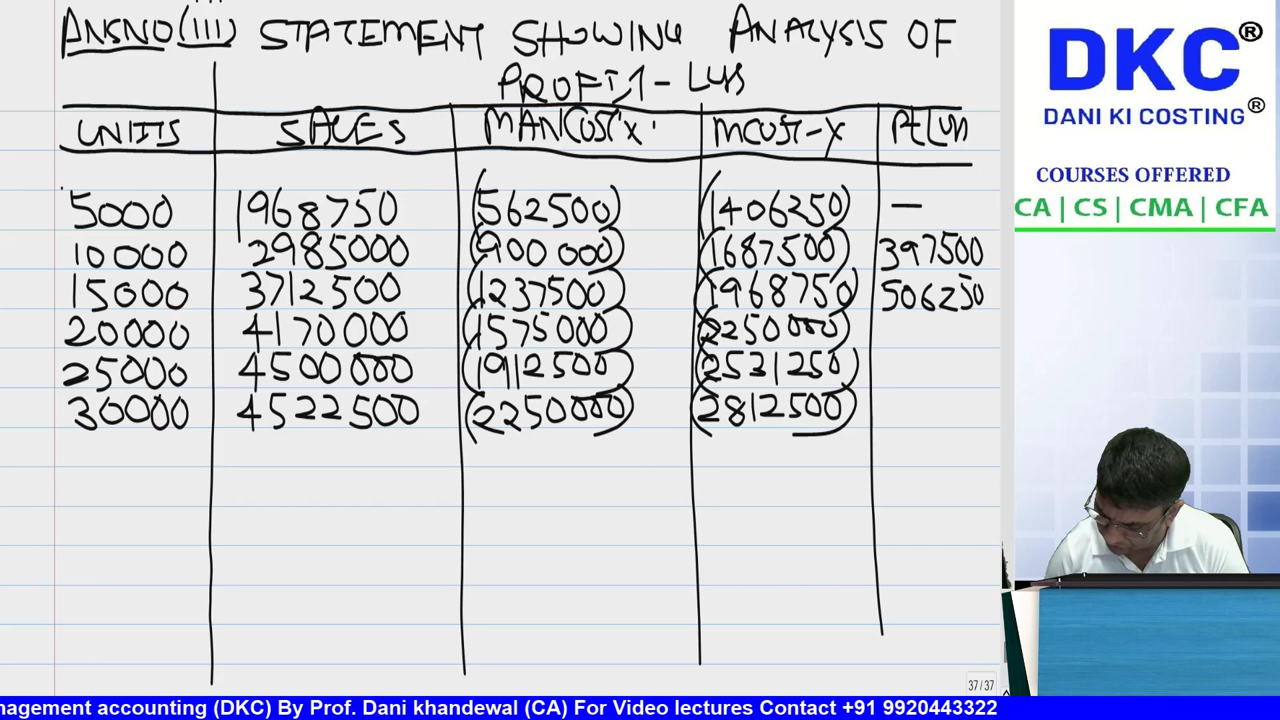 ANSNO(III) STATEMENT SHOWING ANALYSIS OF
PROFIT - LOSS
UNITS SALES MANCOST'X' MCOST-Y
5000 1968750 (562500) (1406250) —
10000 2985000 (900000) (1687500) 397500
15000 3712500 (1237500) (1968750) 506250
20000 4170000 (1575000) (2250000)
25000 4500000 (1912500) (2531250)
30000 4522500 (2250000) (2812500)
37/37
DKC®
DANI KI COSTING®
COURSES OFFERED
CA | CS | CMA | CFA
nagement accounting (DKC) By Prof. Dani khandewal (CA) For Video lectures Contact +91 9920443322